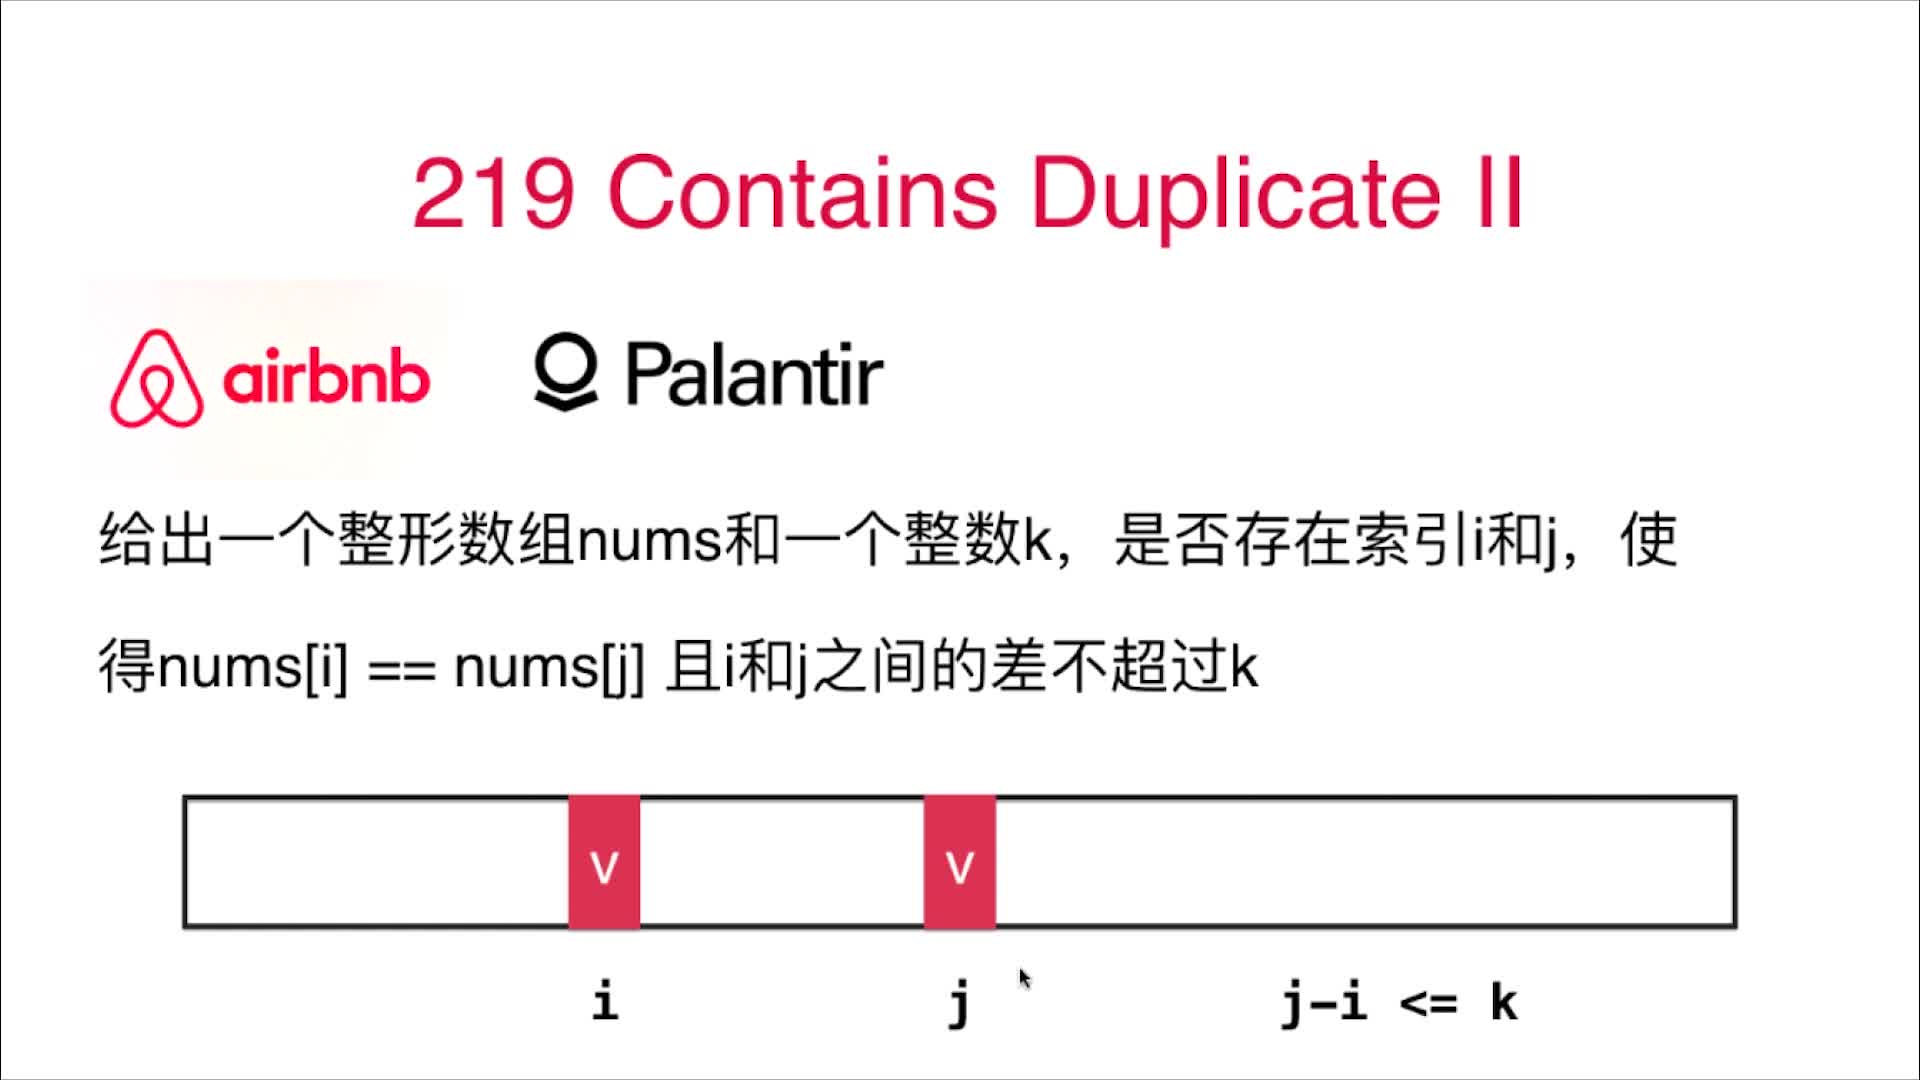 219 Contains Duplicate II
airbnb Palantir
给出一个整形数组nums和一个整数k，是否存在索引i和j，使
得nums[i] == nums[j] 且i和j之间的差不超过k
v v
i j j-i <= k